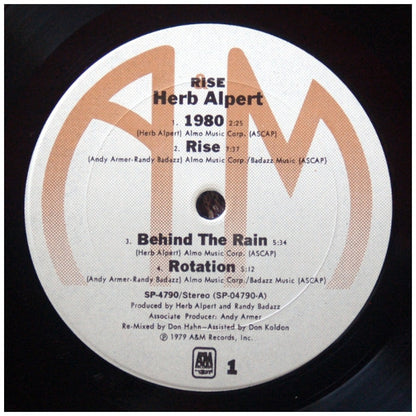 RISE
Herb Alpert
1. 1980 2:25
(Herb Alpert) Almo Music Corp. (ASCAP)
2. Rise 7:37
(Andy Armer-Randy Badazz) Almo Music Corp./Badazz Music (ASCAP)
3. Behind The Rain 5:34
(Herb Alpert) Almo Music Corp. (ASCAP)
4. Rotation 5:12
(Andy Armer-Randy Badazz) Almo Music Corp./Badazz Music (ASCAP)
SP-4790/Stereo (SP-04790-A)
Produced by Herb Alpert and Randy Badazz
Associate Producer: Andy Armer
Re-Mixed by Don Hahn—Assisted by Don Koldon
℗ 1979 A&M Records, Inc.
A&M
1